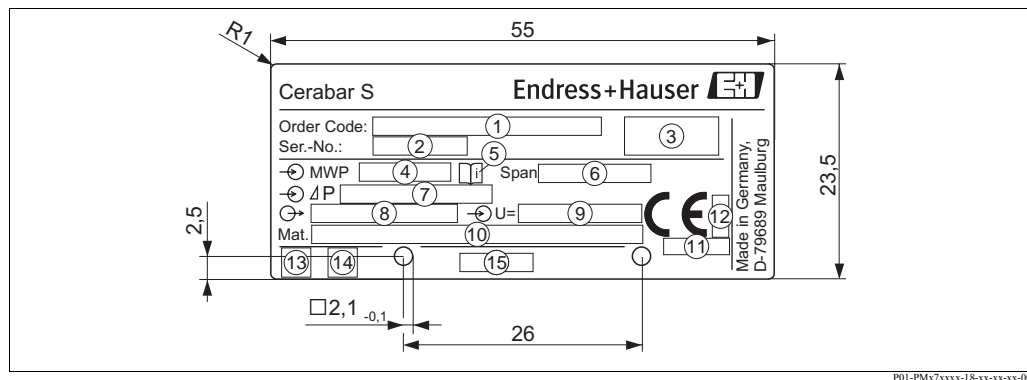 R1
55
Cerabar S
Endress+Hauser
Order Code:
1
3
Ser.-No.:
2
5
MWP
4
i
Span
6
⊿P
7
8
U=
9
12
Mat.
10
11
13
14
15
Made in Germany,
D-79689 Maulburg
CE
23,5
2,5
□2,1 -0,1
26
P01-PMx7xxxx-18-xx-xx-xx-0